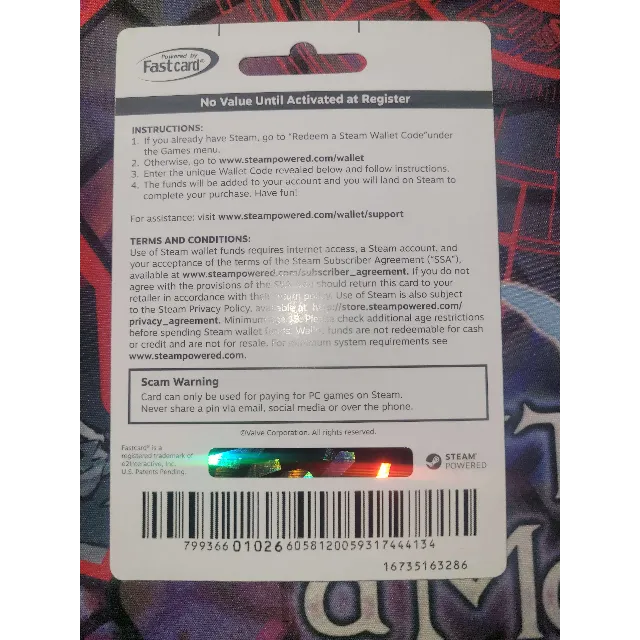 Powered by
Fastcard®
No Value Until Activated at Register
INSTRUCTIONS:
1. If you already have Steam, go to "Redeem a Steam Wallet Code"under
the Games menu.
2. Otherwise, go to www.steampowered.com/wallet
3. Enter the unique Wallet Code revealed below and follow instructions.
4. The funds will be added to your account and you will land on Steam to
complete your purchase. Have fun!
For assistance: visit www.steampowered.com/wallet/support
TERMS AND CONDITIONS:
Use of Steam wallet funds requires internet access, a Steam account, and
your acceptance of the terms of the Steam Subscriber Agreement ("SSA"),
available at www.steampowered.com/subscriber_agreement. If you do not
agree with the provisions of the should return this card to your
retailer in accordance with their return policy. Use of Steam is also subject
to the Steam Privacy Policy, available at http://store.steampowered.com/
privacy_agreement. Minimum age 13. Please check additional age restrictions
before spending Steam wallet funds. Wallet funds are not redeemable for cash
or credit and are not for resale. For minimum system requirements see
www.steampowered.com.
Scam Warning
Card can only be used for paying for PC games on Steam.
Never share a pin via email, social media or over the phone.
©Valve Corporation. All rights reserved.
Fastcard® is a
registered trademark of
e2interactive, Inc.
U.S. Patents Pending.
STEAM®
POWERED
799366 01026 6058120059317444134
16735163286